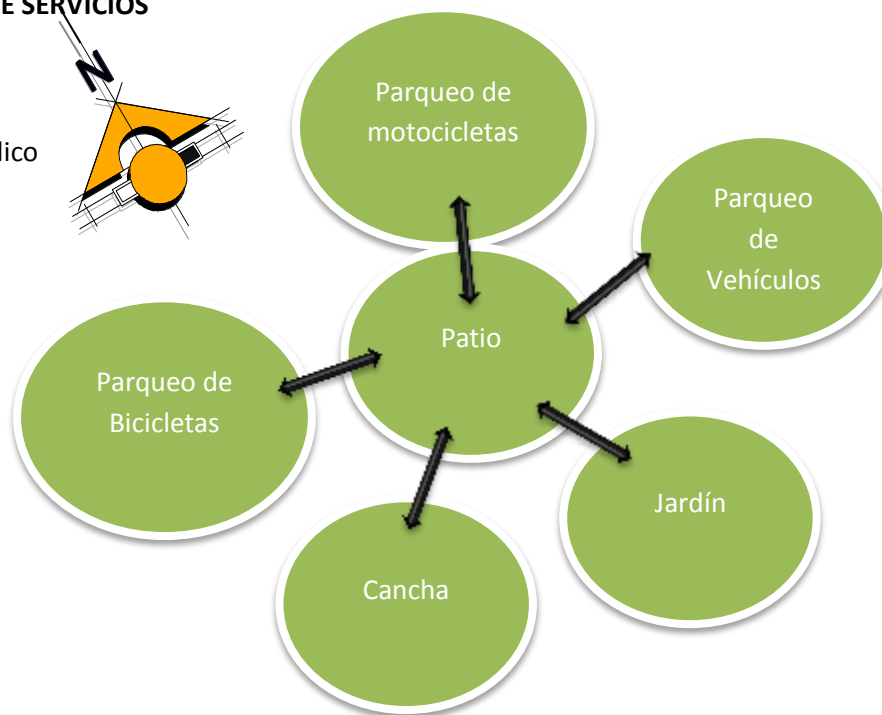 E SERVICIOS
N
lico
Parqueo de
motocicletas
Parqueo
de
Vehículos
Patio
Parqueo de
Bicicletas
Jardín
Cancha